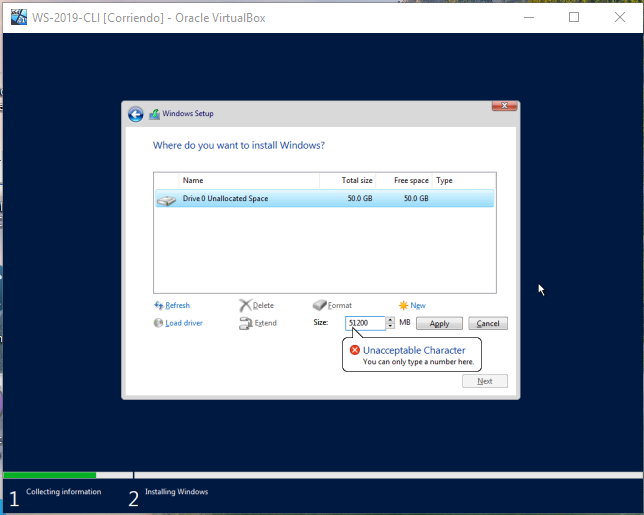 WS-2019-CLI [Corriendo] - Oracle VirtualBox
Windows Setup
Where do you want to install Windows?
Name Total size Free space Type
Drive 0 Unallocated Space 50.0 GB 50.0 GB
Refresh Delete Format New
Load driver Extend Size: 51200 MB Apply Cancel
Unacceptable Character
You can only type a number here.
Next
1 Collecting information 2 Installing Windows